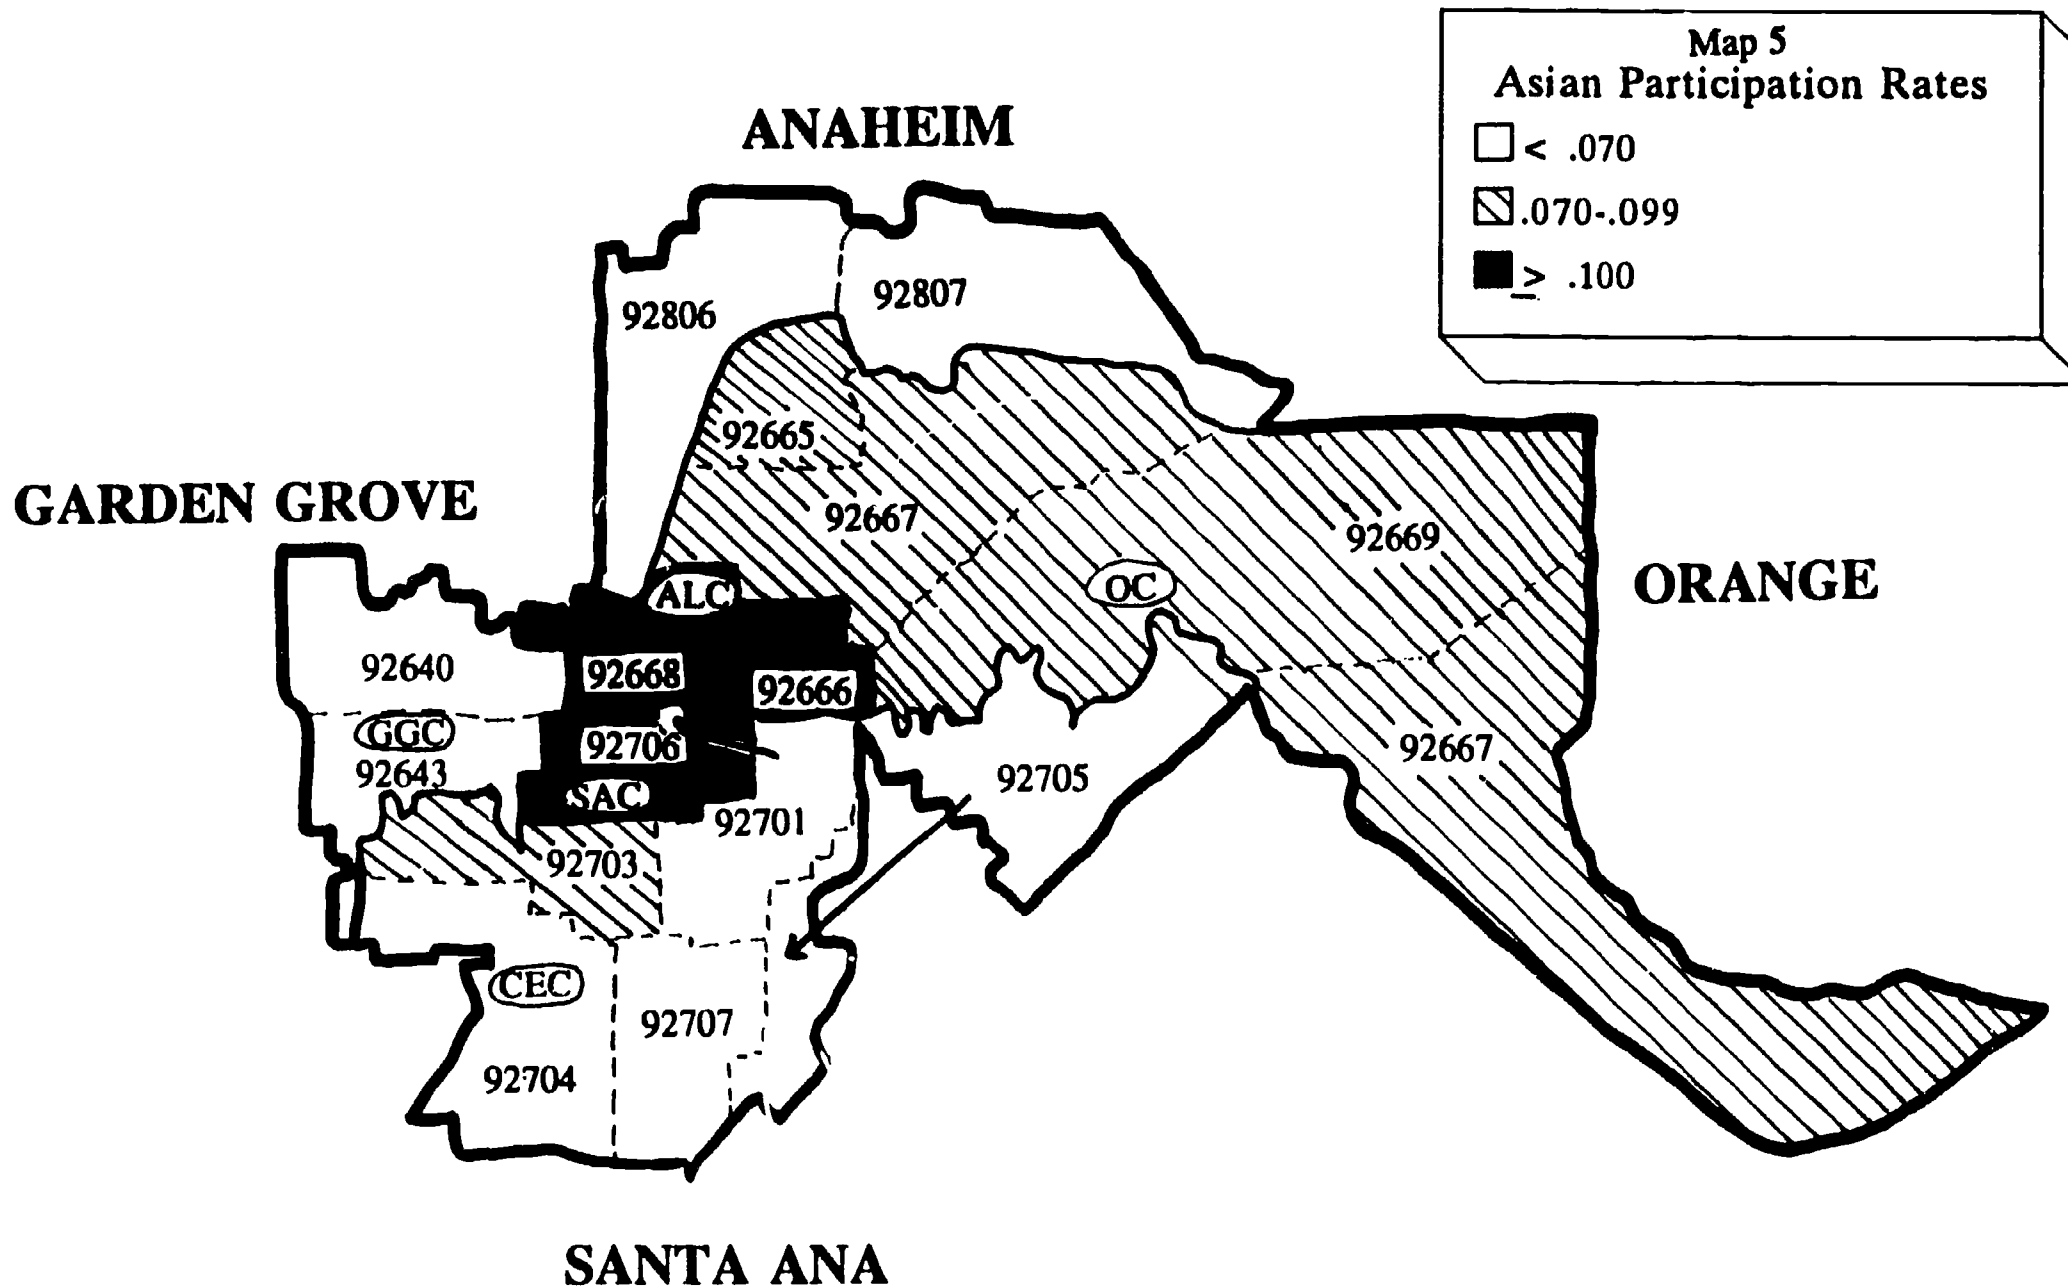 Map 5
Asian Participation Rates
< .070
.070-.099
≥ .100
ANAHEIM
92806
92807
92665
GARDEN GROVE
92667
92669
ORANGE
ALC
OC
92640
92668
92666
GGC
92706
92667
92643
92705
SAC
92701
92703
CEC
92707
92704
SANTA ANA